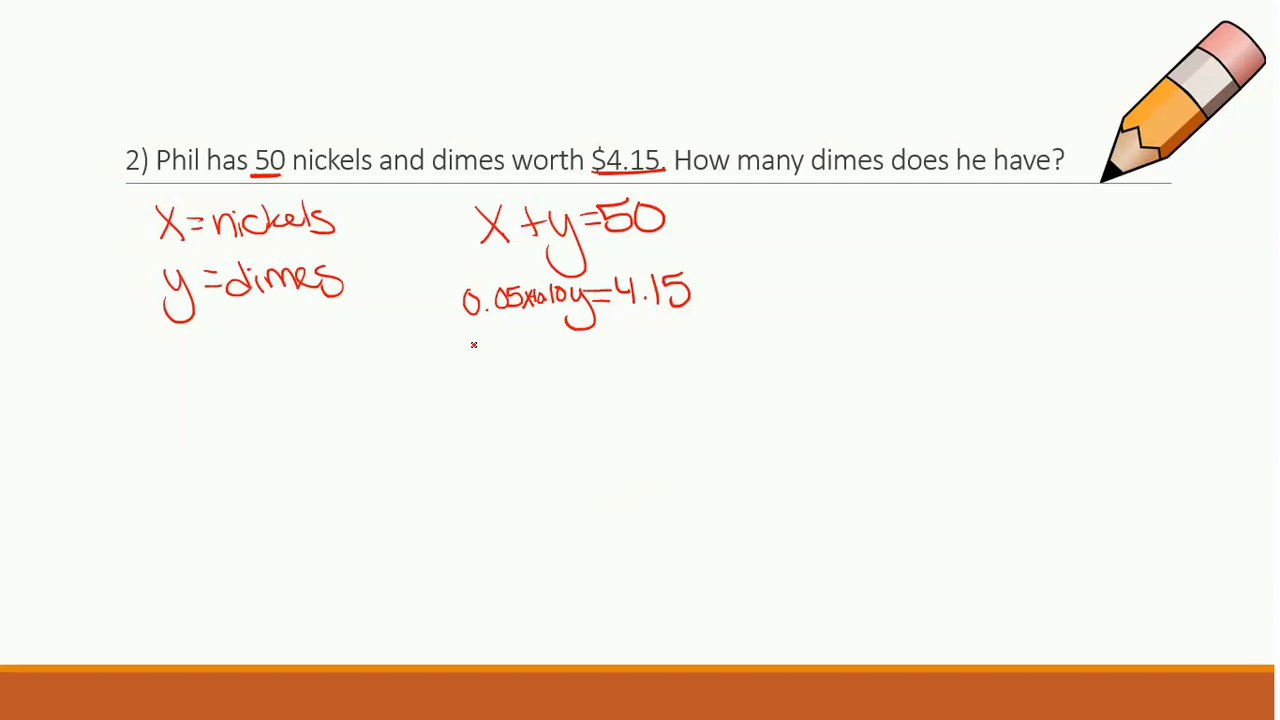 2) Phil has 50 nickels and dimes worth $4.15. How many dimes does he have?
x = nickels
y = dimes
x + y = 50
0.05x+0.10y=4.15